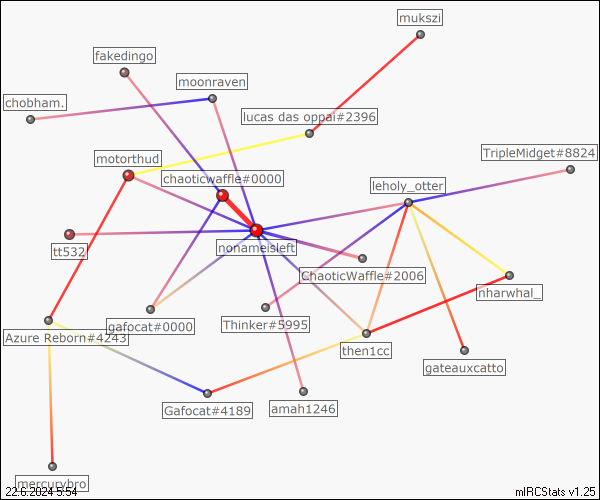 mukszi
fakedingo
moonraven
chobham.
lucas das oppai#2396
motorthud
TripleMidget#8824
chaoticwaffle#0000
leholy_otter
nonameisleft
tt532
ChaoticWaffle#2006
nharwhal_
gafocat#0000
Thinker#5995
Azure Reborn#4243
then1cc
gateauxcatto
Gafocat#4189
amah1246
mercurybro
22.6.2024 5:54
mIRCStats v1.25